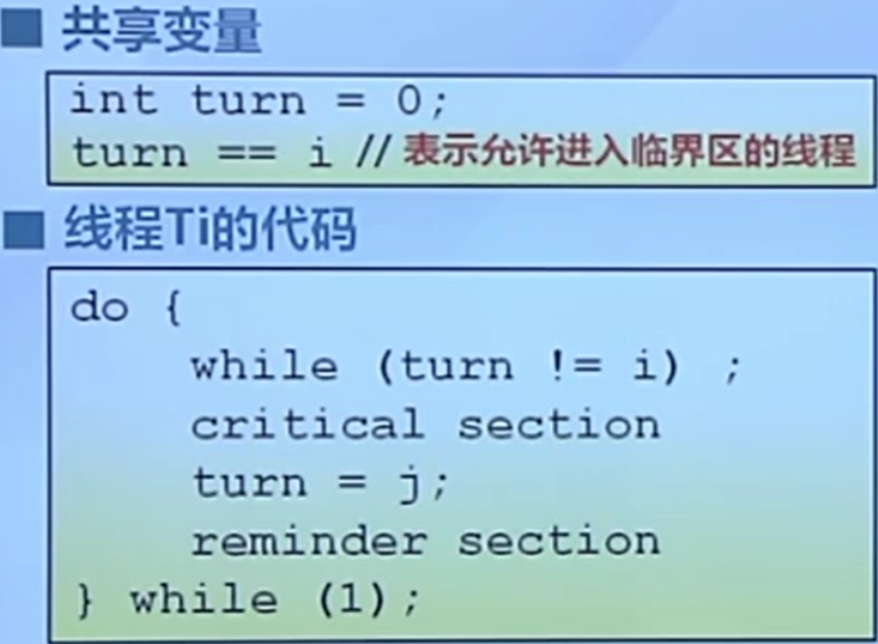 共享变量
int turn = 0;
turn == i // 表示允许进入临界区的线程
线程Ti的代码
do {
while (turn != i) ;
critical section
turn = j;
reminder section
} while (1);